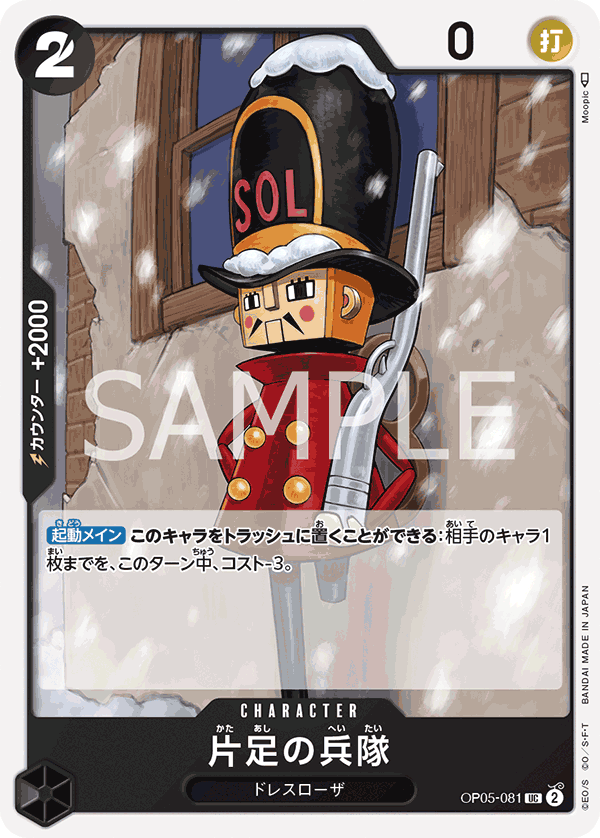 2
0
打
Moopic
SOL
カウンター +2000
SAMPLE
起動メイン このキャラをトラッシュに置くことができる:相手のキャラ1
枚までを、このターン中、コスト-3。
CHARACTER
片足の兵隊
ドレスローザ
OP05-081 UC 2
©E.O/S ©O/S・F・T BANDAI MADE IN JAPAN